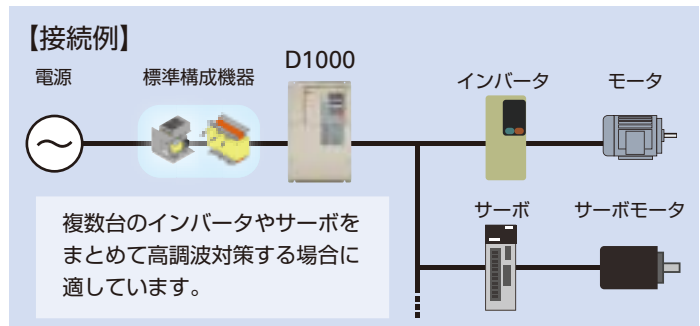 【接続例】
電源
標準構成機器
D1000
インバータ
モータ
サーボ
サーボモータ
複数台のインバータやサーボを
まとめて高調波対策する場合に
適しています。